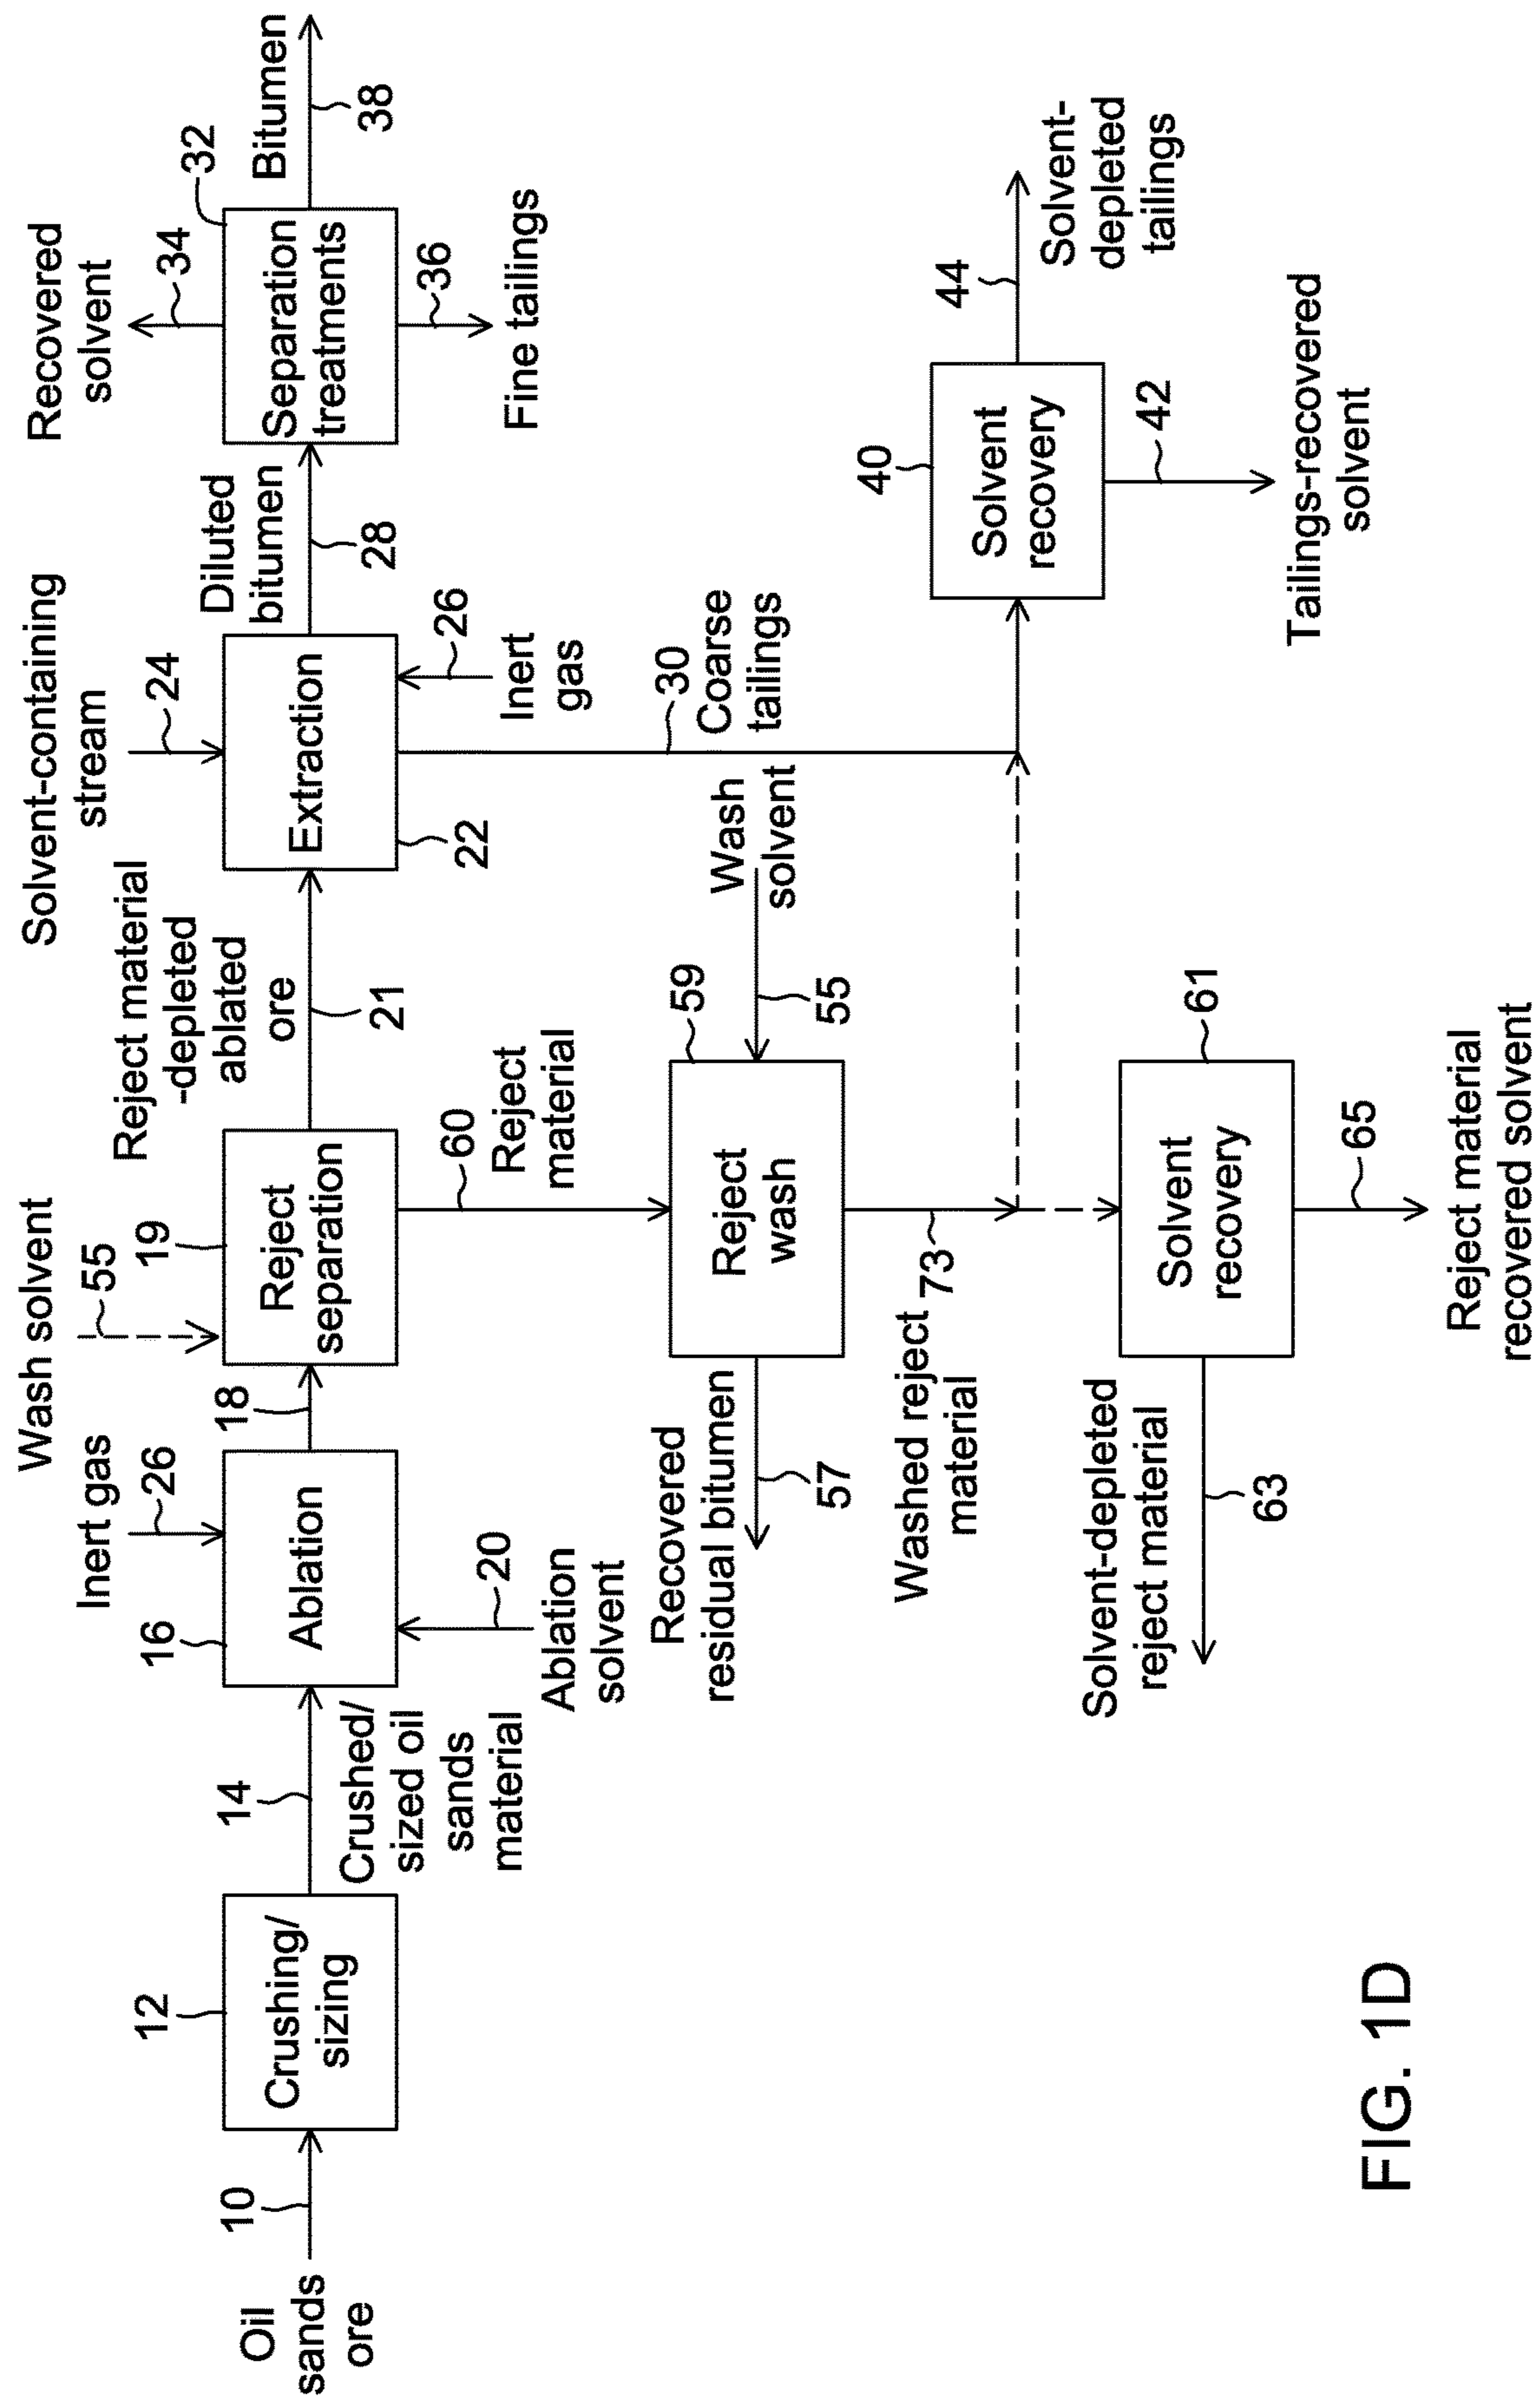 Oil
sands
ore
10
12
Crushing/
sizing
14
Crushed/
sized oil
sands
material
16
Ablation
Inert gas
26
20
Ablation
solvent
18
Wash solvent
55
19
Reject
separation
Reject material
-depleted
ablated
ore
21
60
Reject
material
Solvent-containing
stream
24
Extraction
22
26
Inert
gas
Diluted
bitumen
28
30
Coarse
tailings
Recovered
solvent
34
32
Separation
treatments
36
Fine tailings
Bitumen
38
Wash
solvent
55
59
Reject
wash
Recovered
residual bitumen
57
Washed reject
material
73
40
Solvent
recovery
44
Solvent-
depleted
tailings
42
Tailings-recovered
solvent
61
Solvent
recovery
Solvent-depleted
reject material
63
65
Reject material
recovered solvent
FIG. 1D